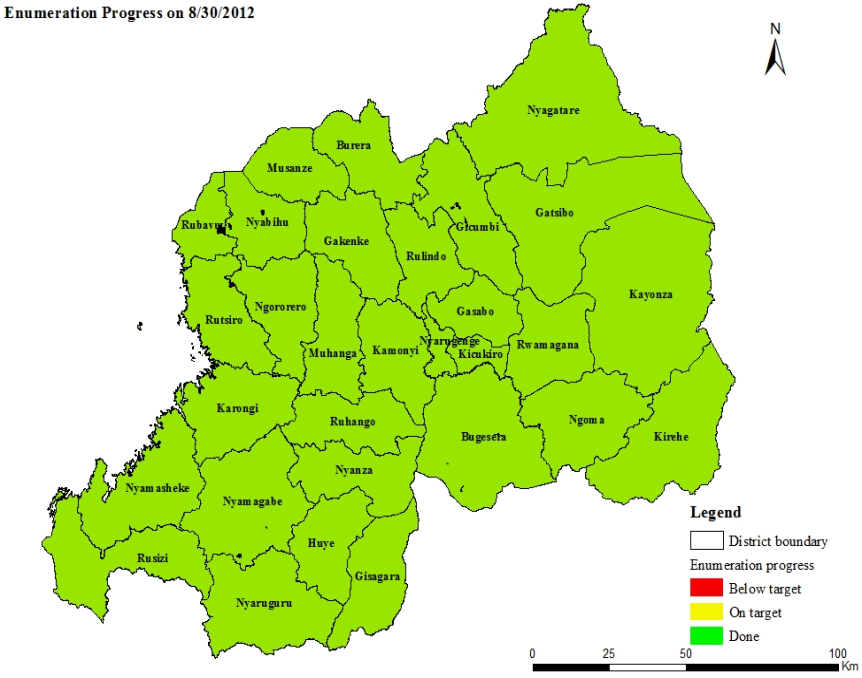 Enumeration Progress on 8/30/2012
N
Nyagatare
Burera
Musanze
Gatsibo
Rubavu
Nyabihu
Gicumbi
Gakenke
Rulindo
Kayonza
Ngororero
Gasabo
Rutsiro
Nyarugenge
Rwamagana
Muhanga
Kamonyi
Kicukiro
Karongi
Ruhango
Ngoma
Bugesera
Kirehe
Nyanza
Nyamasheke
Nyamagabe
Huye
Rusizi
Gisagara
Nyaruguru
Legend
District boundary
Enumeration progress
Below target
On target
Done
0 25 50 100
Km